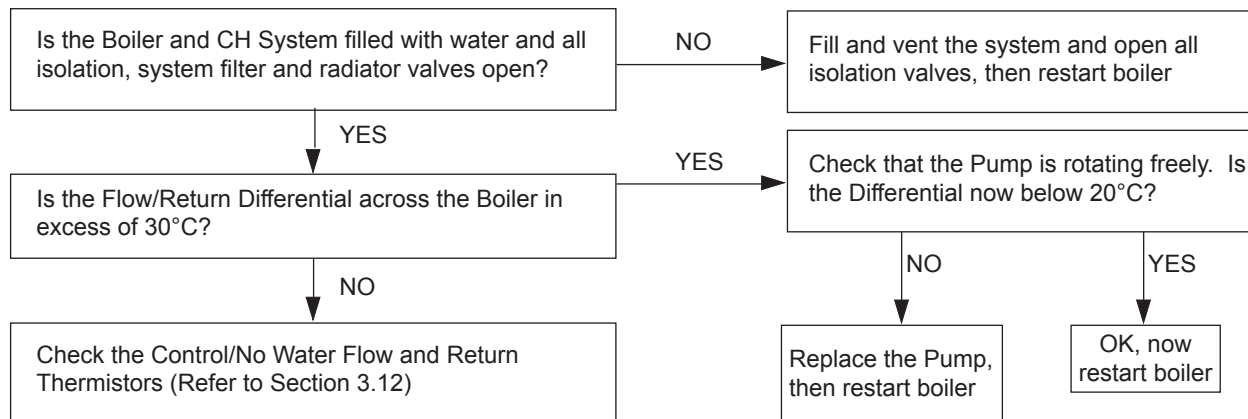 Is the Boiler and CH System filled with water and all
isolation, system filter and radiator valves open?
NO
Fill and vent the system and open all
isolation valves, then restart boiler
YES
Is the Flow/Return Differential across the Boiler in
excess of 30°C?
YES
Check that the Pump is rotating freely.  Is
the Differential now below 20°C?
NO
Check the Control/No Water Flow and Return
Thermistors (Refer to Section 3.12)
NO
Replace the Pump,
then restart boiler
YES
OK, now
restart boiler